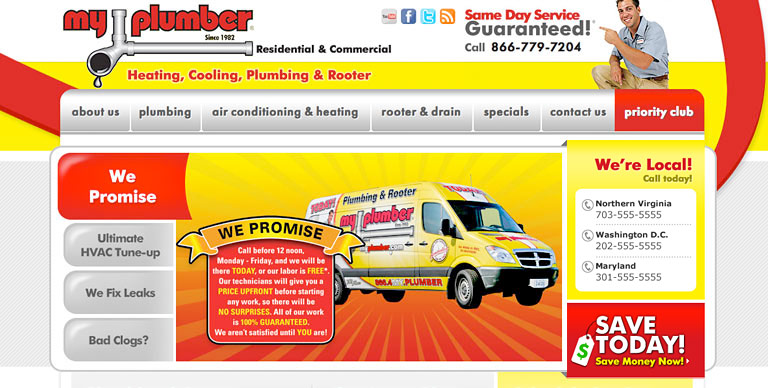 my plumber®
Since 1982
Residential & Commercial
Heating, Cooling, Plumbing & Rooter
You Tube
Same Day Service
Guaranteed!*
Call 866-779-7204
about us
plumbing
air conditioning & heating
rooter & drain
specials
contact us
priority club
We
Promise
Ultimate
HVAC Tune-up
We Fix Leaks
Bad Clogs?
WE PROMISE
Call before 12 noon,
Monday - Friday, and we will be
there TODAY, or our labor is FREE*.
Our technicians will give you a
PRICE UPFRONT before starting
any work, so there will be
NO SURPRISES. All of our work
is 100% GUARANTEED.
We aren't satisfied until YOU are!
TODAY!
Plumbing & Rooter
my plumber
plumber.com
PLUMBER
We're Local!
Call today!
Northern Virginia
703-555-5555
Washington D.C.
202-555-5555
Maryland
301-555-5555
$
SAVE
TODAY!
Save Money Now!